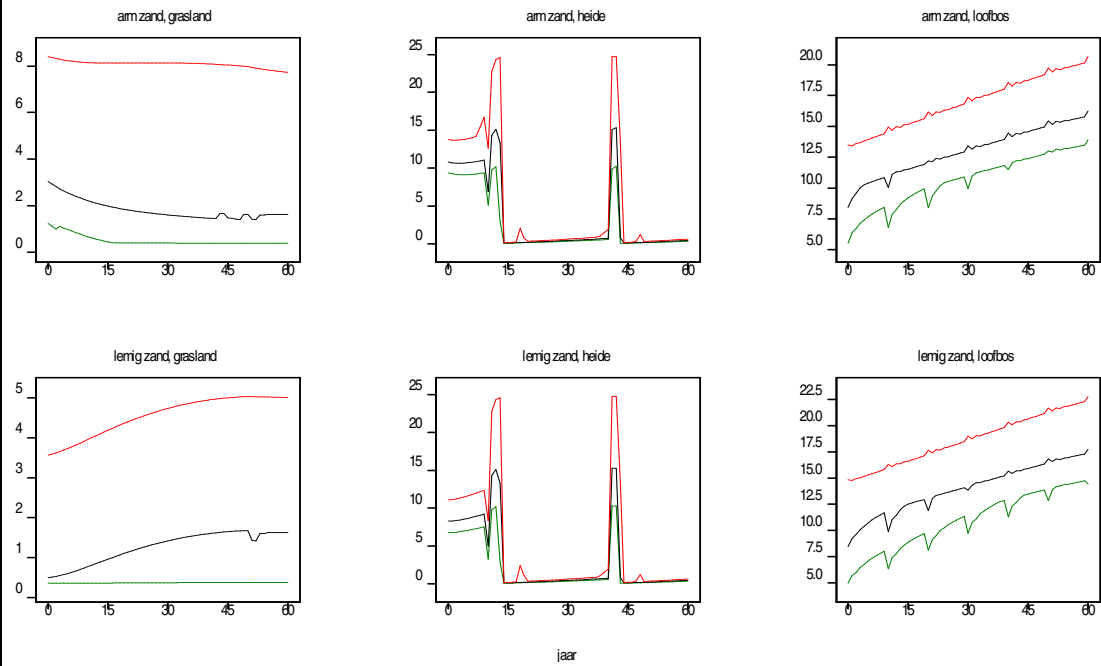 arm zand, grasland
8
6
4
2
0
0 15 30 45 60
arm zand, heide
25
20
15
10
5
0
0 15 30 45 60
arm zand, loofbos
20.0
17.5
15.0
12.5
10.0
7.5
5.0
0 15 30 45 60
lemig zand, grasland
5
4
3
2
1
0
0 15 30 45 60
lemig zand, heide
25
20
15
10
5
0
0 15 30 45 60
lemig zand, loofbos
22.5
20.0
17.5
15.0
12.5
10.0
7.5
5.0
0 15 30 45 60
jaar